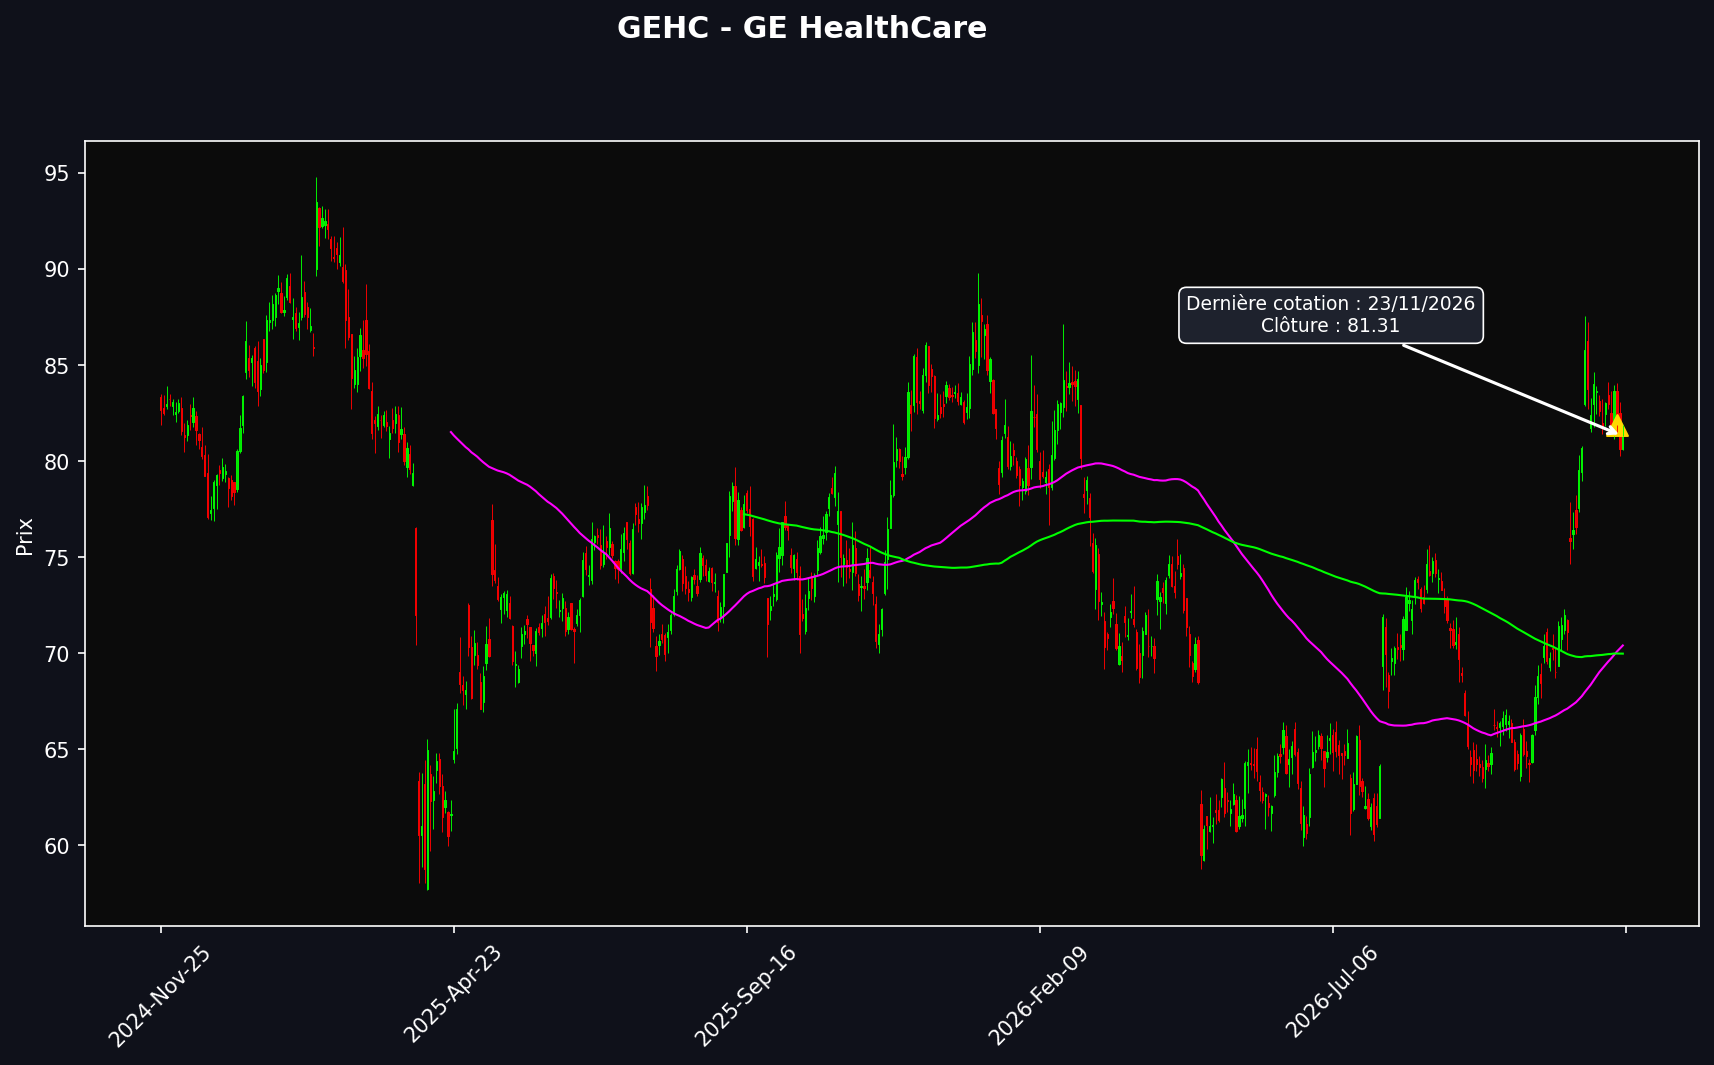 GEHC - GE HealthCare
Prix
95
90
85
80
75
70
65
60
Dernière cotation : 23/11/2026
Clôture : 81.31
2024-Nov-25
2025-Apr-23
2025-Sep-16
2026-Feb-09
2026-Jul-06